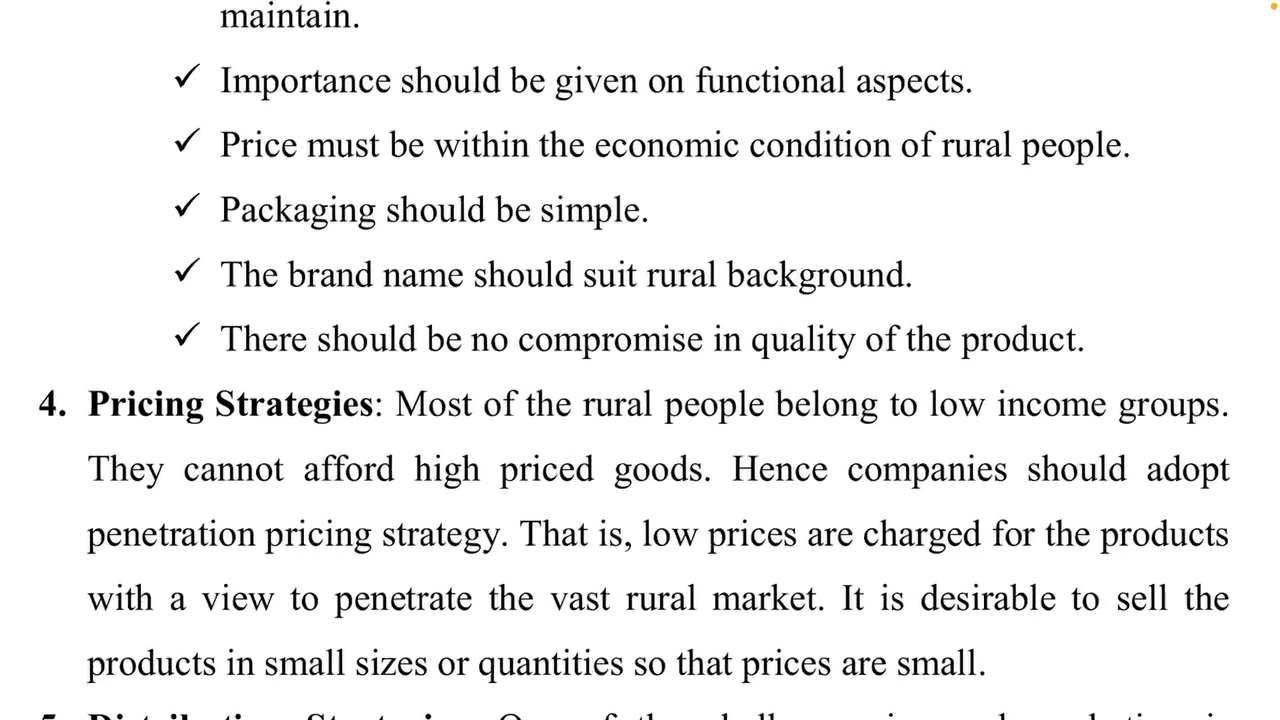 maintain.
✓ Importance should be given on functional aspects.
✓ Price must be within the economic condition of rural people.
✓ Packaging should be simple.
✓ The brand name should suit rural background.
✓ There should be no compromise in quality of the product.
4. Pricing Strategies: Most of the rural people belong to low income groups.
They cannot afford high priced goods. Hence companies should adopt
penetration pricing strategy. That is, low prices are charged for the products
with a view to penetrate the vast rural market. It is desirable to sell the
products in small sizes or quantities so that prices are small.